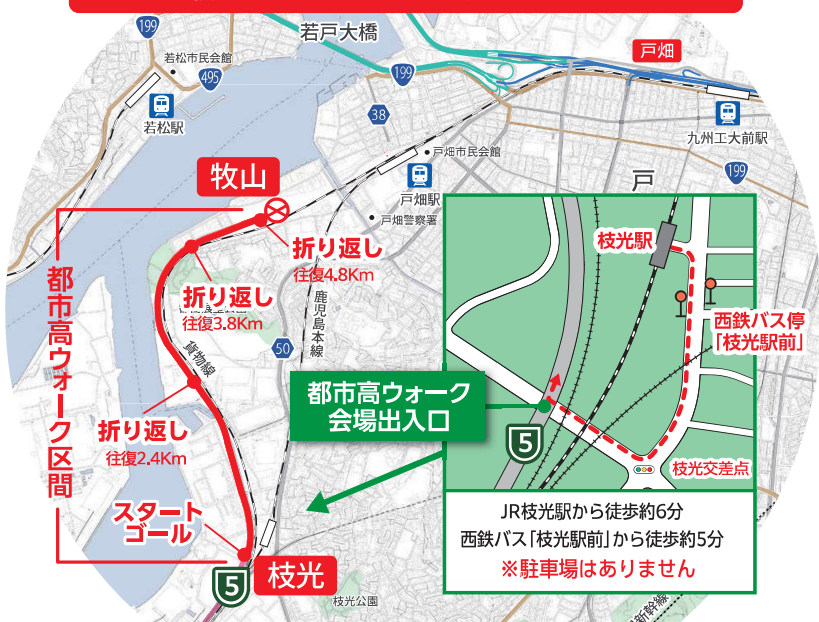 199
若戸大橋
若松市民会館
495
199
戸畑
若松駅
38
九州工大前駅
戸畑市民会館
199
牧山
戸畑駅
戸
戸畑警察署
折り返し
往復4.8Km
枝光駅
都市高ウォーク区間
折り返し
往復3.8Km
鹿児島本線
西鉄バス停
「枝光駅前」
貨物線
50
都市高ウォーク
会場出入口
折り返し
往復2.4Km
5
枝光交差点
スタート
ゴール
JR枝光駅から徒歩約6分
西鉄バス「枝光駅前」から徒歩約5分
※駐車場はありません
5
枝光
枝光公園
新幹線